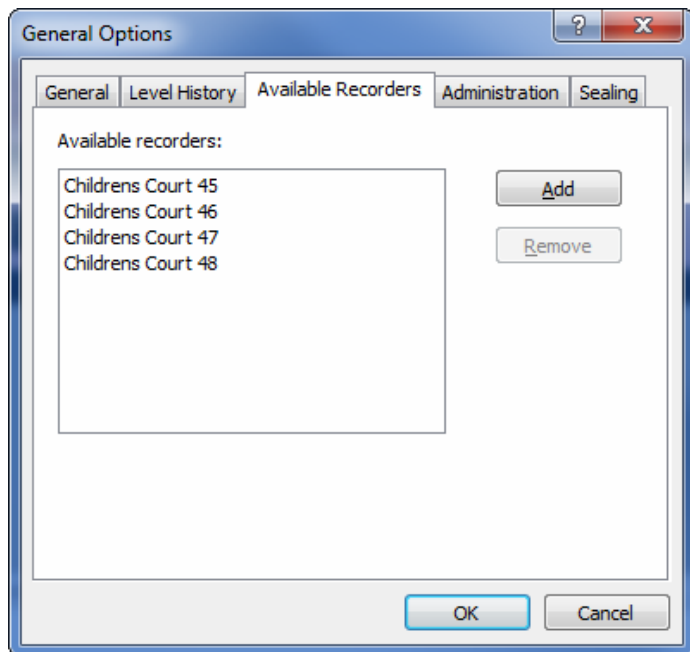 General Options
?
X
General Level History Available Recorders Administration Sealing
Available recorders:
Childrens Court 45
Childrens Court 46
Childrens Court 47
Childrens Court 48
Add
Remove
OK Cancel